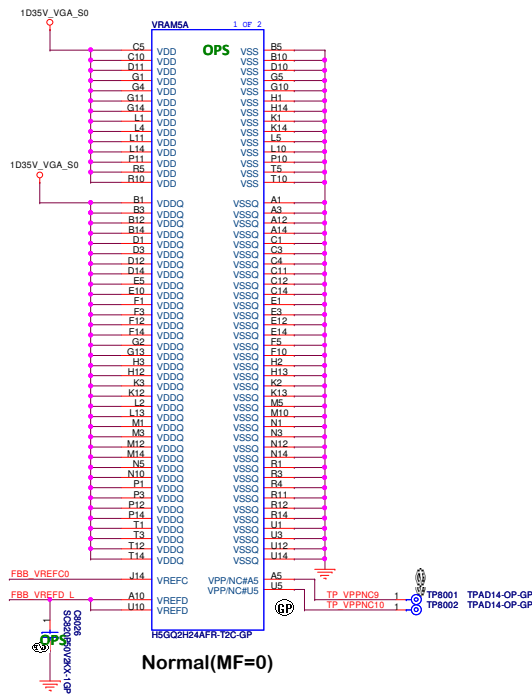 1D35V_VGA_S0
VRAM5A 1 OF 2
OPS
C5 VDD VSS B5
C10 VDD VSS B10
D11 VDD VSS D10
G1 VDD VSS G5
G4 VDD VSS G10
G11 VDD VSS H1
G14 VDD VSS H14
L1 VDD VSS K1
L4 VDD VSS K14
L11 VDD VSS L5
L14 VDD VSS L10
P11 VDD VSS P10
R5 VDD VSS T5
R10 VDD VSS T10
1D35V_VGA_S0
B1 VDDQ VSSQ A1
B3 VDDQ VSSQ A3
B12 VDDQ VSSQ A12
B14 VDDQ VSSQ A14
D1 VDDQ VSSQ C1
D3 VDDQ VSSQ C3
D12 VDDQ VSSQ C4
D14 VDDQ VSSQ C11
E5 VDDQ VSSQ C12
E10 VDDQ VSSQ C14
F1 VDDQ VSSQ E1
F3 VDDQ VSSQ E3
F12 VDDQ VSSQ E12
F14 VDDQ VSSQ E14
G2 VDDQ VSSQ F5
G13 VDDQ VSSQ F10
H3 VDDQ VSSQ H2
H12 VDDQ VSSQ H13
K3 VDDQ VSSQ K2
K12 VDDQ VSSQ K13
L2 VDDQ VSSQ M5
L13 VDDQ VSSQ M10
M1 VDDQ VSSQ N1
M3 VDDQ VSSQ N3
M12 VDDQ VSSQ N12
M14 VDDQ VSSQ N14
N5 VDDQ VSSQ R1
N10 VDDQ VSSQ R3
P1 VDDQ VSSQ R4
P3 VDDQ VSSQ R11
P12 VDDQ VSSQ R12
P14 VDDQ VSSQ R14
T1 VDDQ VSSQ U1
T3 VDDQ VSSQ U3
T12 VDDQ VSSQ U12
T14 VDDQ VSSQ U14
FBB_VREFC0 J14 VREFC VPP/NC#A5 A5
VPP/NC#U5 U5
FBB_VREFD_L A10 VREFD TP_VPPNC9 1 TP8001 TPAD14-OP-GP
U10 VREFD GP TP_VPPNC10 1 TP8002 TPAD14-OP-GP
H5GQ2H24AFR-T2C-GP
1
C8026
OPS
Normal(MF=0)